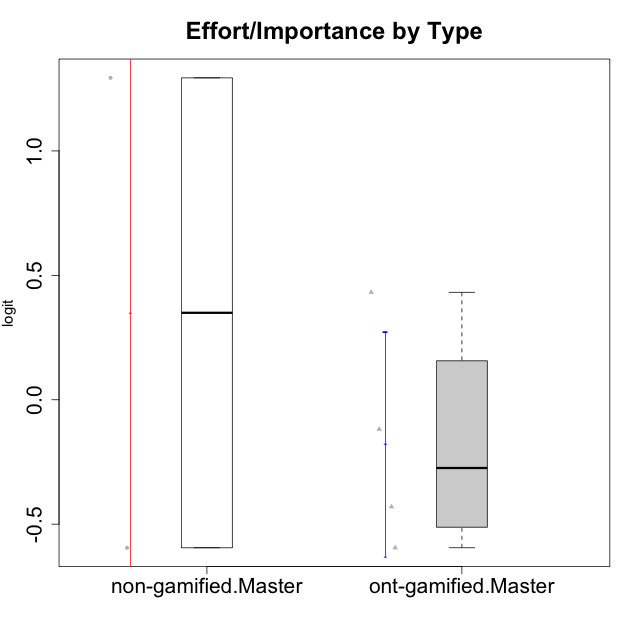 Effort/Importance by Type
logit
1.0
0.5
0.0
-0.5
non-gamified.Master
ont-gamified.Master